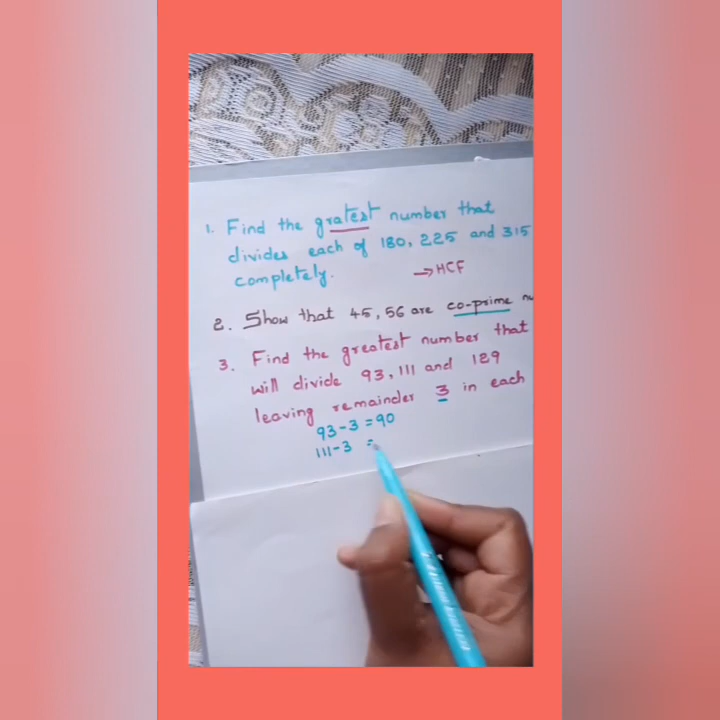 1. Find the gratest number that
divides each of 180, 225 and 315
completely.
→HCF
2. Show that 45, 56 are co-prime nu
3. Find the greatest number that
will divide 93, 111 and 129
leaving remainder 3 in each
93-3=90
111-3 =